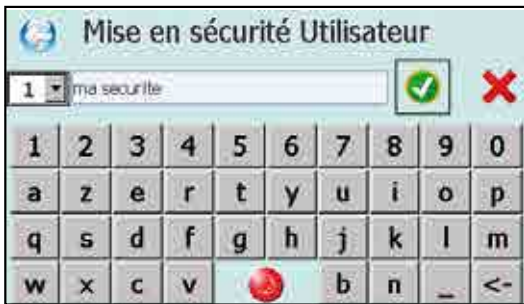 Mise en sécurité Utilisateur
1 ma securite
1 2 3 4 5 6 7 8 9 0
a z e r t y u i o p
q s d f g h j k l m
w x c v b n _ <-